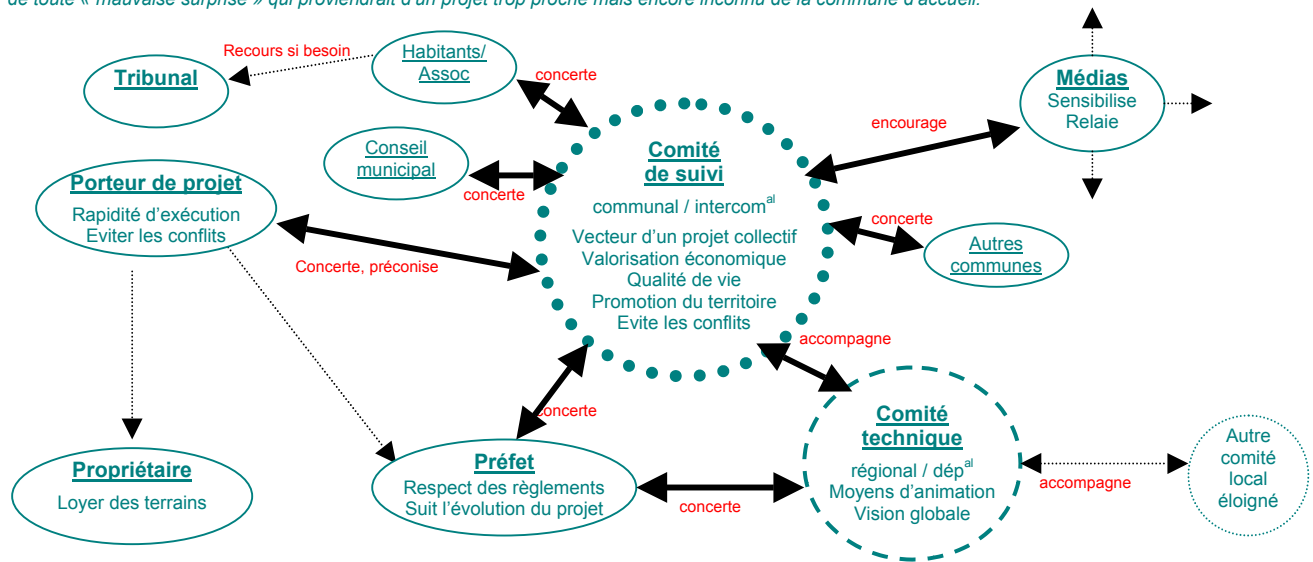 de toute « mauvaise surprise » qui proviendrait d'un projet trop proche mais encore inconnu de la commune d'accueil.
Recours si besoin
Tribunal
Habitants/
Assoc
concerte
Médias
Sensibilise
Relaie
encourage
Conseil
municipal
concerte
Comité
de suivi
communal / intercomal
Vecteur d'un projet collectif
Valorisation économique
Qualité de vie
Promotion du territoire
Evite les conflits
Porteur de projet
Rapidité d'exécution
Eviter les conflits
Concerte, préconise
concerte
Autres
communes
accompagne
concerte
Comité
technique
régional / dépal
Moyens d'animation
Vision globale
Propriétaire
Loyer des terrains
Préfet
Respect des règlements
Suit l'évolution du projet
concerte
accompagne
Autre
comité
local
éloigné